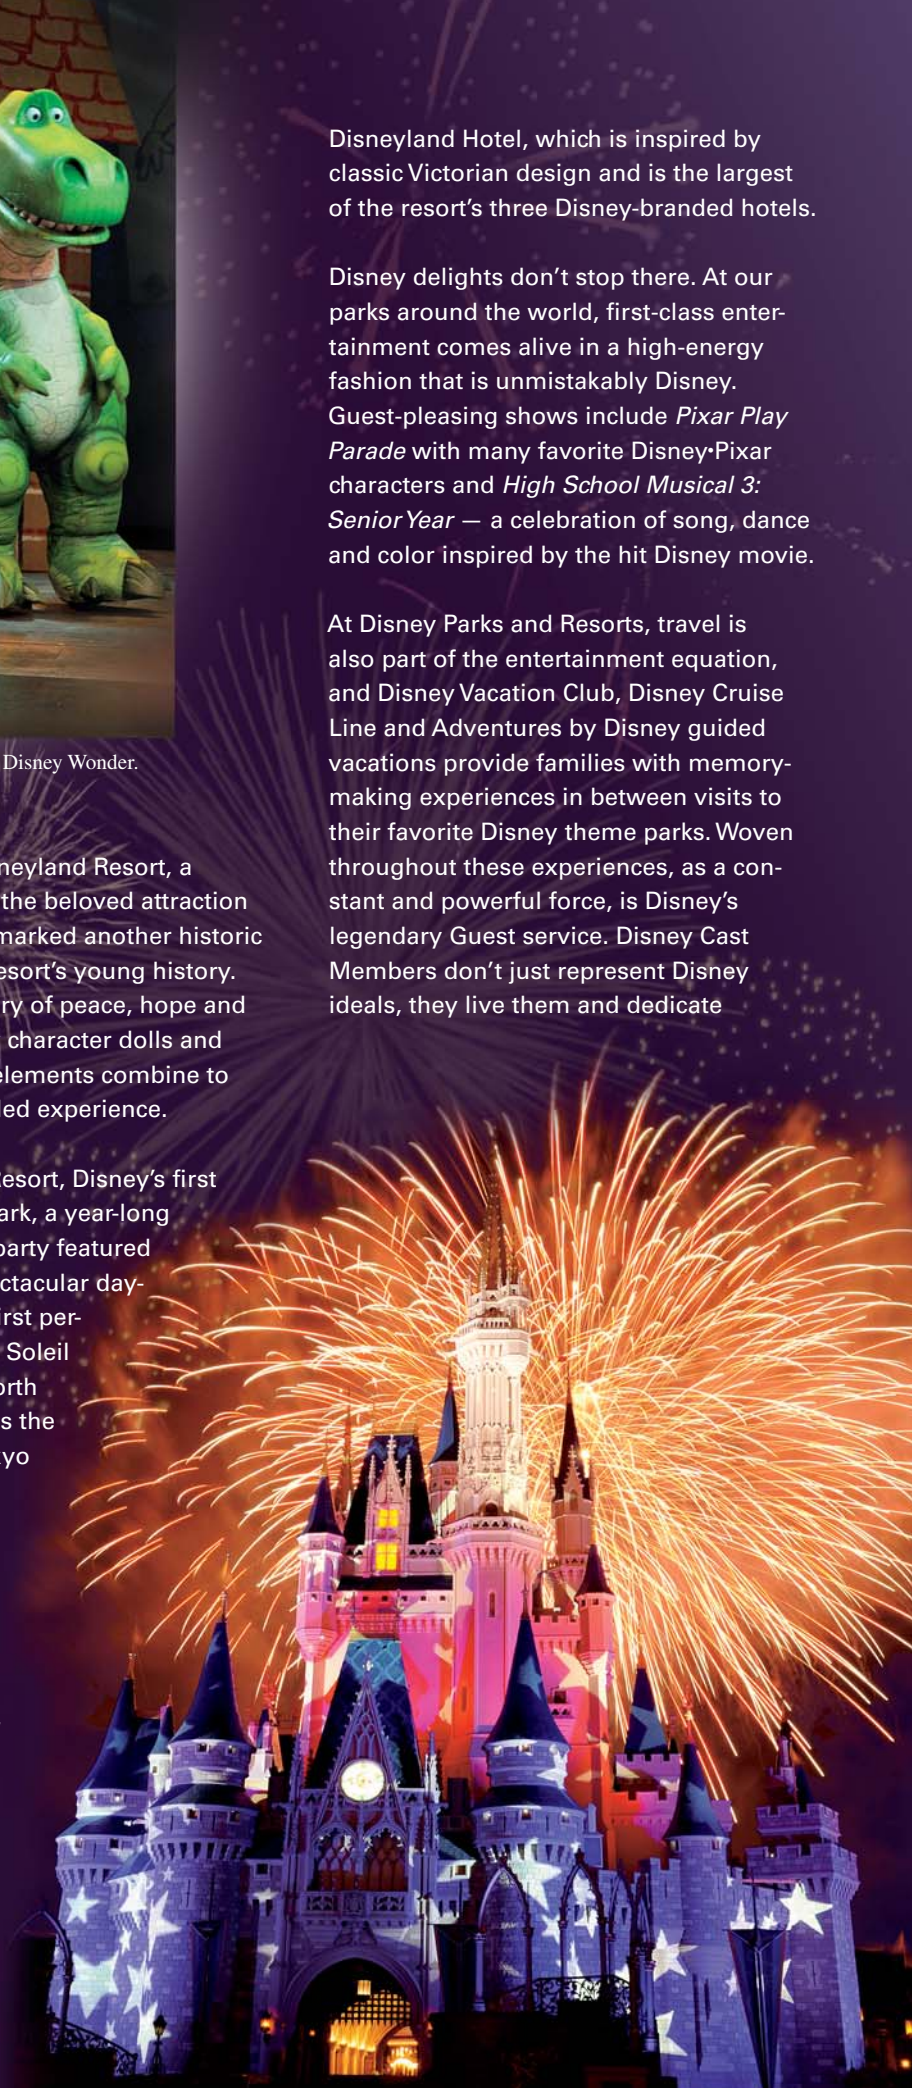 Disney Wonder.
neyland Resort, a
the beloved attraction
marked another historic
esort’s young history.
ry of peace, hope and
character dolls and
elements combine to
led experience.
Resort, Disney’s first
ark, a year-long
party featured
ctacular day-
irst per-
Soleil
orth
s the
yo
Disneyland Hotel, which is inspired by
classic Victorian design and is the largest
of the resort’s three Disney-branded hotels.
Disney delights don’t stop there. At our
parks around the world, first-class enter-
tainment comes alive in a high-energy
fashion that is unmistakably Disney.
Guest-pleasing shows include Pixar Play
Parade with many favorite Disney•Pixar
characters and High School Musical 3:
Senior Year — a celebration of song, dance
and color inspired by the hit Disney movie.
At Disney Parks and Resorts, travel is
also part of the entertainment equation,
and Disney Vacation Club, Disney Cruise
Line and Adventures by Disney guided
vacations provide families with memory-
making experiences in between visits to
their favorite Disney theme parks. Woven
throughout these experiences, as a con-
stant and powerful force, is Disney’s
legendary Guest service. Disney Cast
Members don’t just represent Disney
ideals, they live them and dedicate